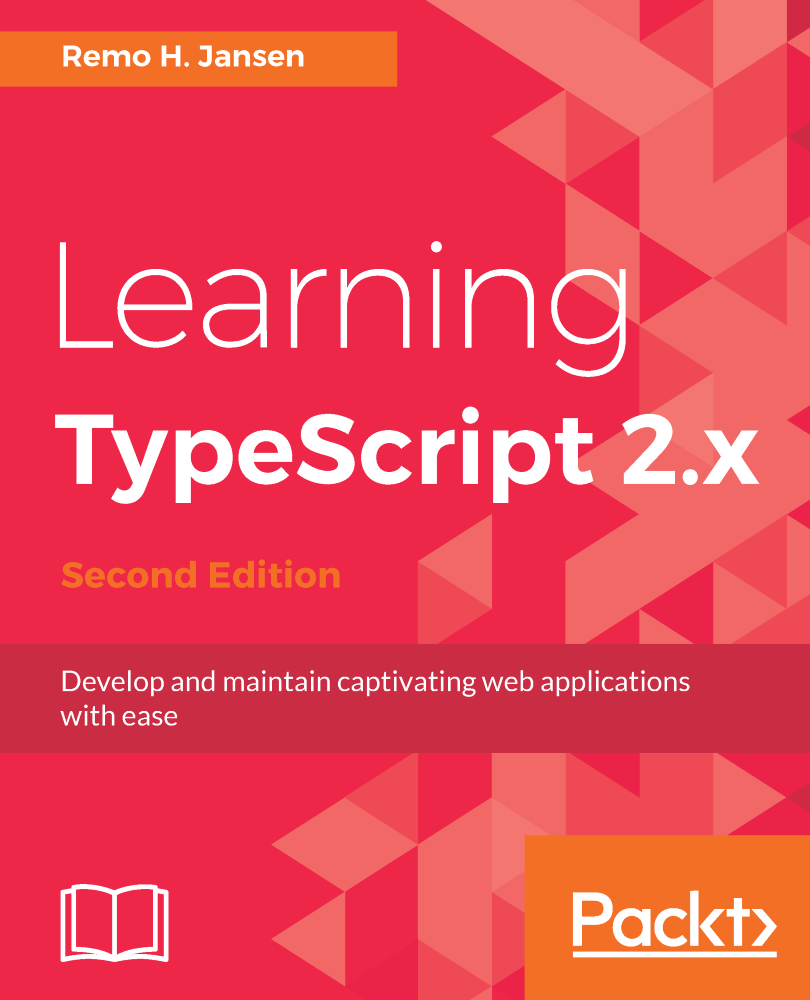 Remo H. Jansen
Learning
TypeScript 2.x
Second Edition
Develop and maintain captivating web applications
with ease
Packt>